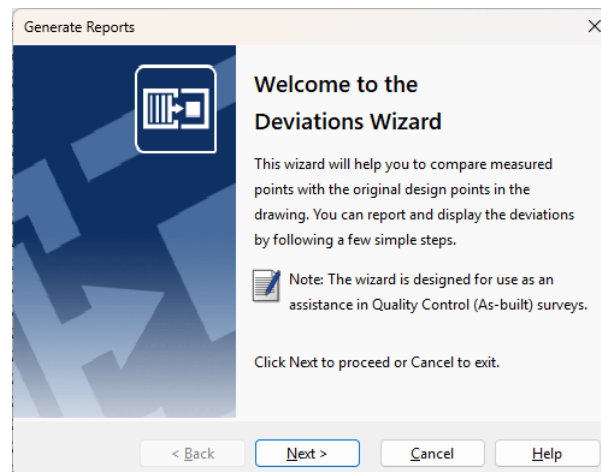 Generate Reports
Welcome to the
Deviations Wizard
This wizard will help you to compare measured
points with the original design points in the
drawing. You can report and display the deviations
by following a few simple steps.
Note: The wizard is designed for use as an
assistance in Quality Control (As-built) surveys.
Click Next to proceed or Cancel to exit.
< Back
Next >
Cancel
Help